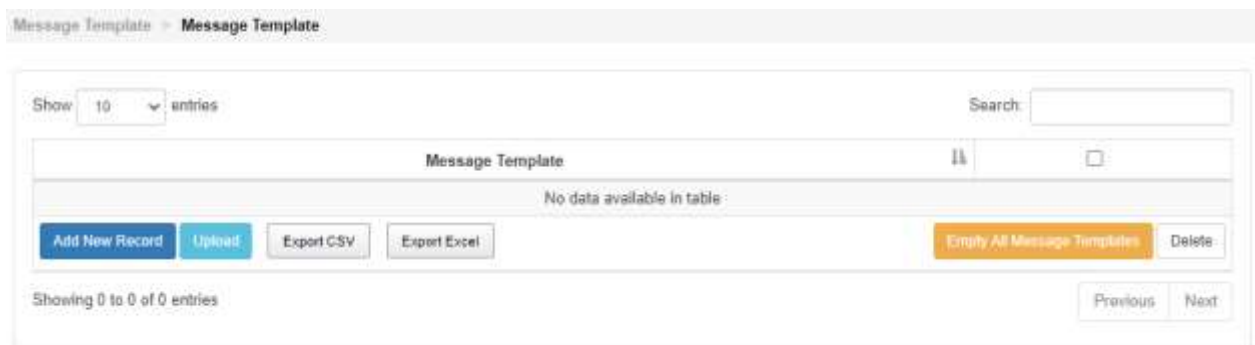 Message Template > Message Template
Show 10 entries Search:
Message Template
No data available in table
Add New Record Upload Export CSV Export Excel Empty All Message Templates Delete
Showing 0 to 0 of 0 entries Previous Next